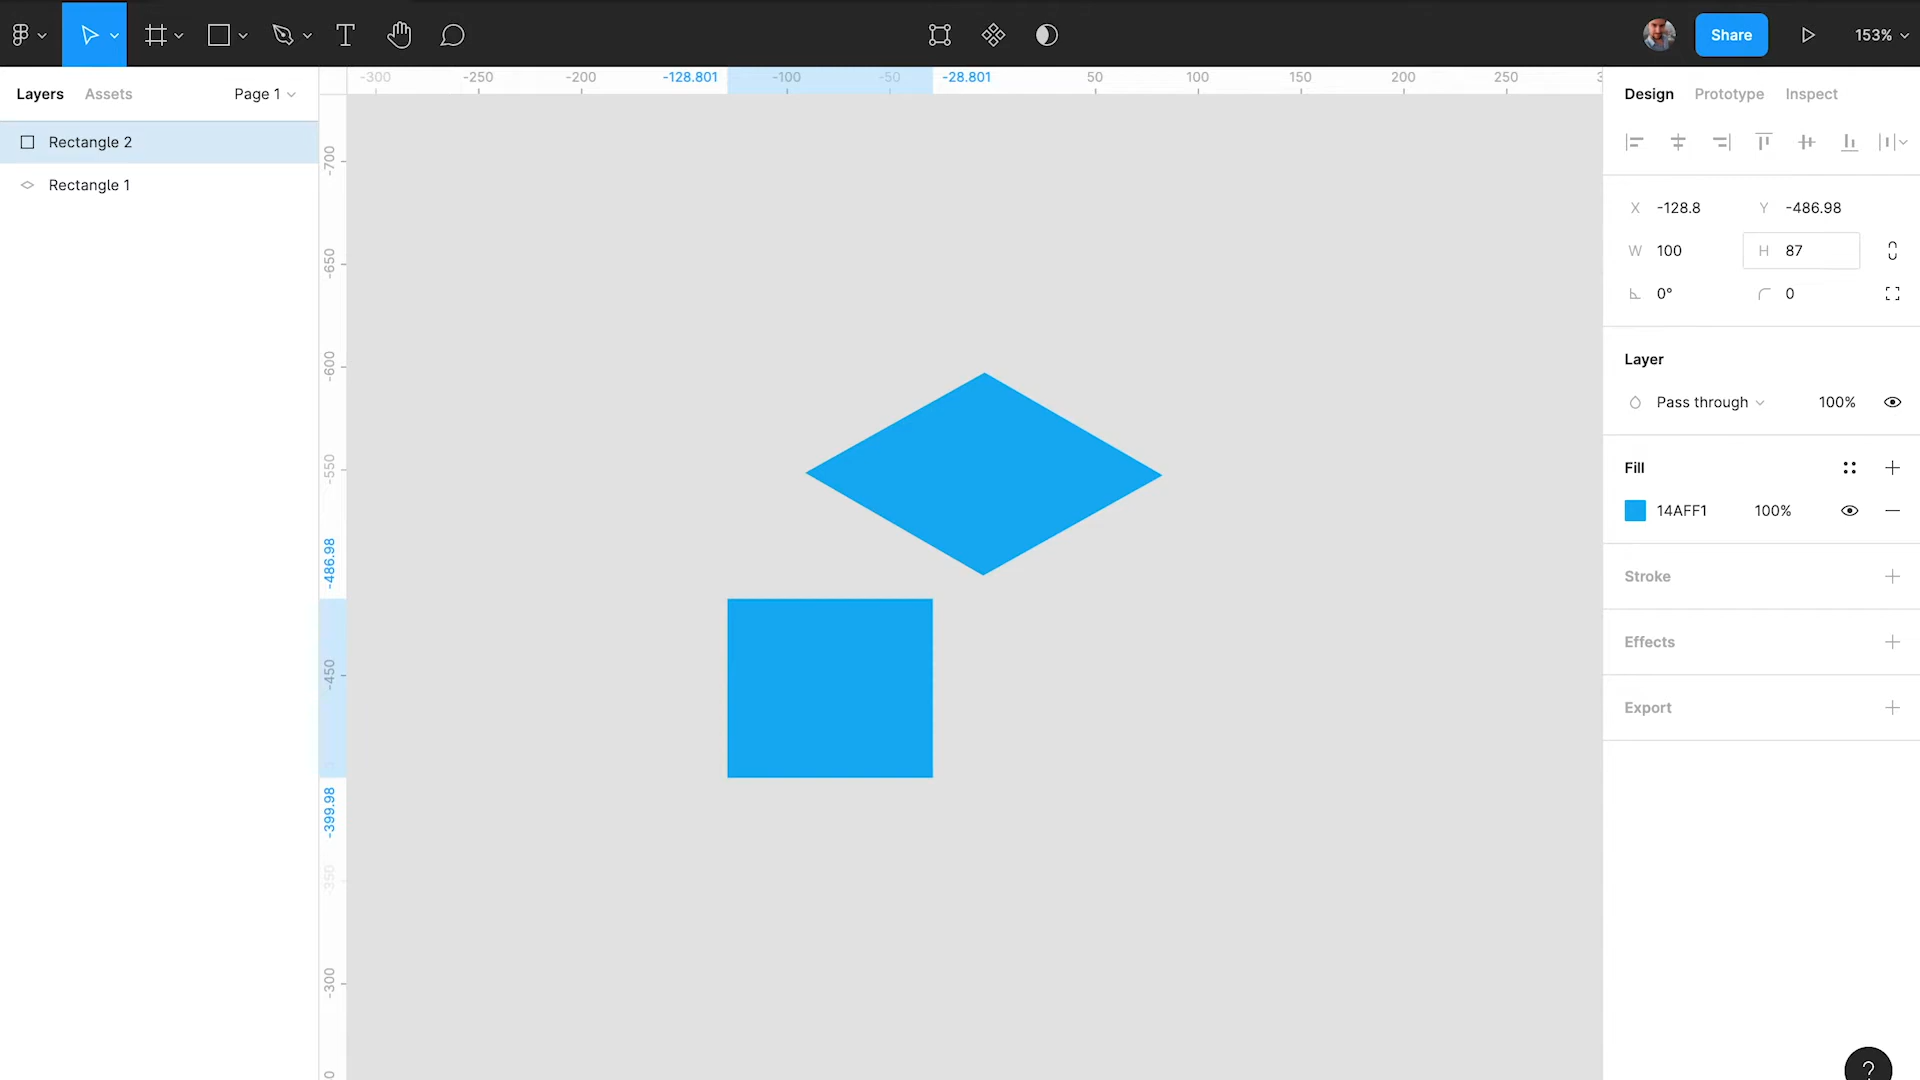 Share
153%
Layers Assets Page 1
Rectangle 2
Rectangle 1
-300 -250 -200 -128.801 -100 -50 -28.801 50 100 150 200 250
-700
-650
-600
-550
-486.98
-450
-399.98
-350
-300
Design Prototype Inspect
X -128.8 Y -486.98
W 100 H 87
0° 0
Layer
Pass through 100%
Fill
14AFF1 100%
Stroke
Effects
Export
?